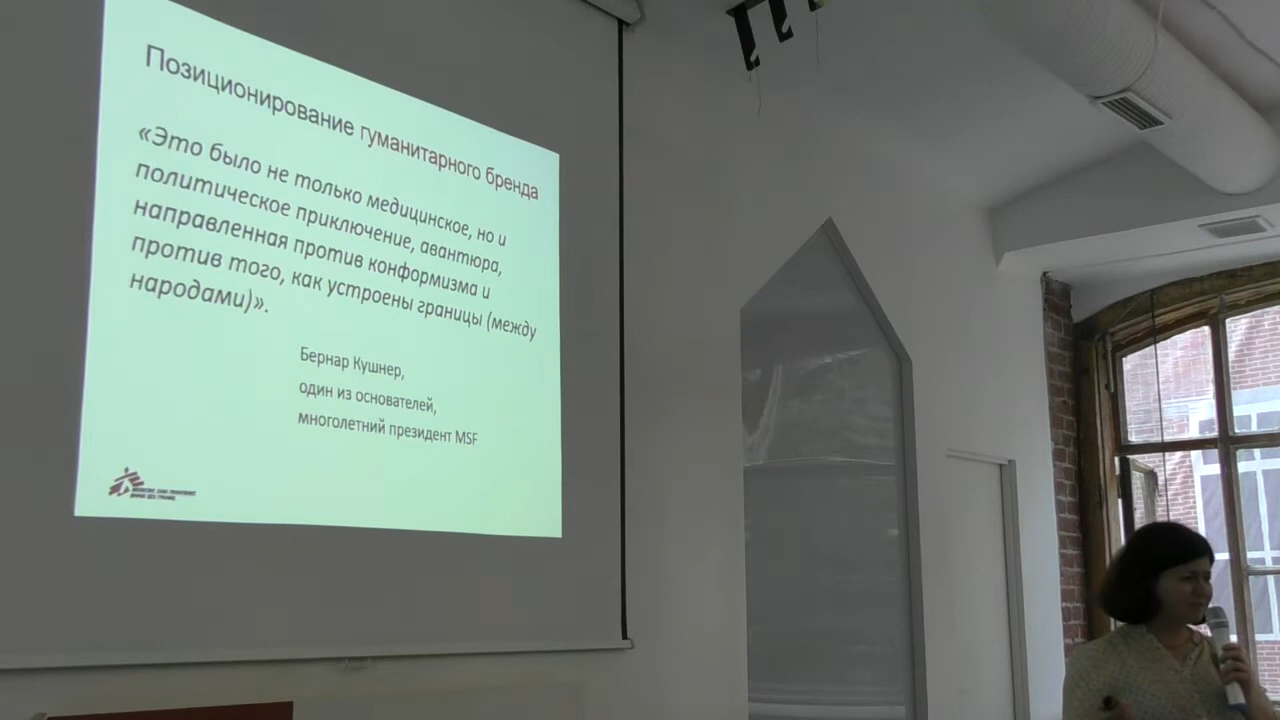 Позиционирование гуманитарного бренда
«Это было не только медицинское, но и
политическое приключение, авантюра,
направленная против конформизма и
против того, как устроены границы (между
народами)».
Бернар Кушнер,
один из основателей,
многолетний президент MSF